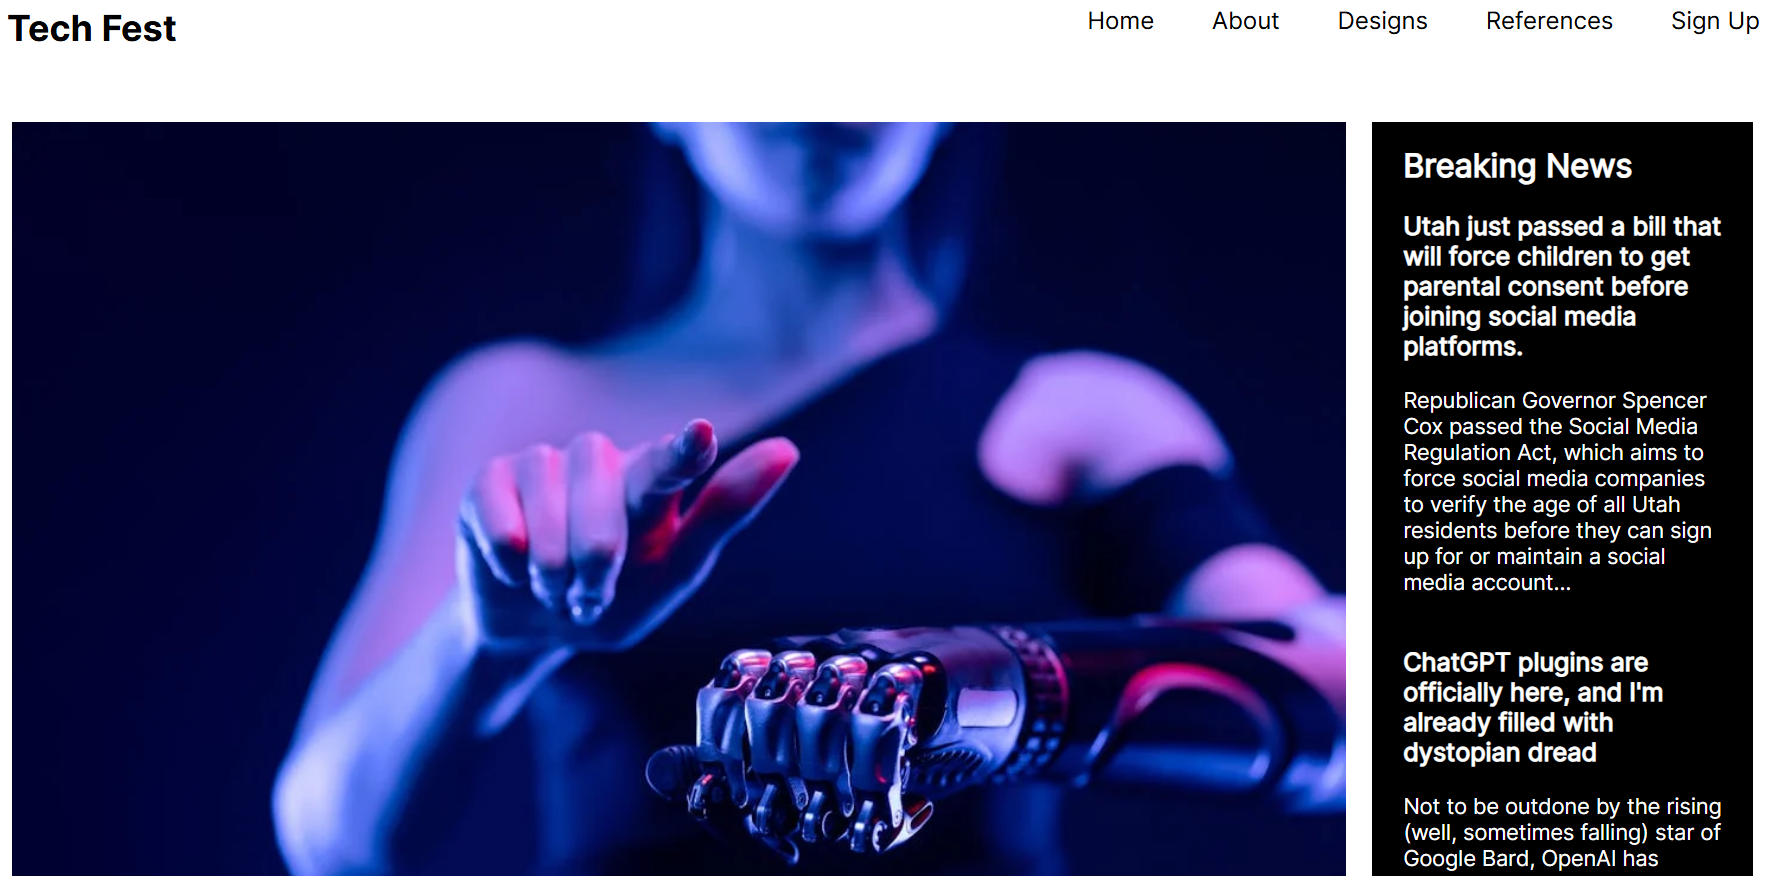 Tech Fest
Home About Designs References Sign Up
Breaking News
Utah just passed a bill that
will force children to get
parental consent before
joining social media
platforms.
Republican Governor Spencer
Cox passed the Social Media
Regulation Act, which aims to
force social media companies
to verify the age of all Utah
residents before they can sign
up for or maintain a social
media account...
ChatGPT plugins are
officially here, and I'm
already filled with
dystopian dread
Not to be outdone by the rising
(well, sometimes falling) star of
Google Bard, OpenAI has